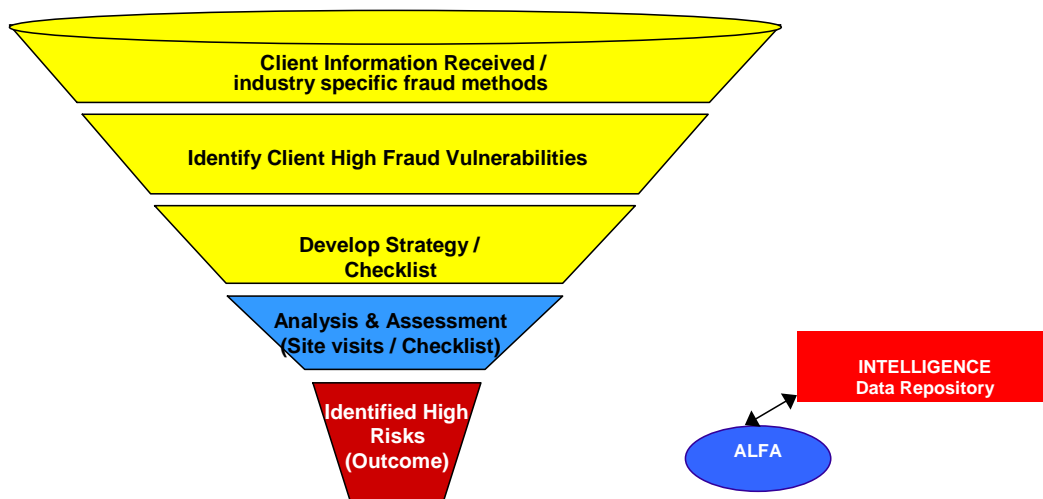 Client Information Received /
industry specific fraud methods
Identify Client High Fraud Vulnerabilities
Develop Strategy /
Checklist
Analysis & Assessment
(Site visits / Checklist)
Identified High
Risks
(Outcome)
INTELLIGENCE
Data Repository
ALFA